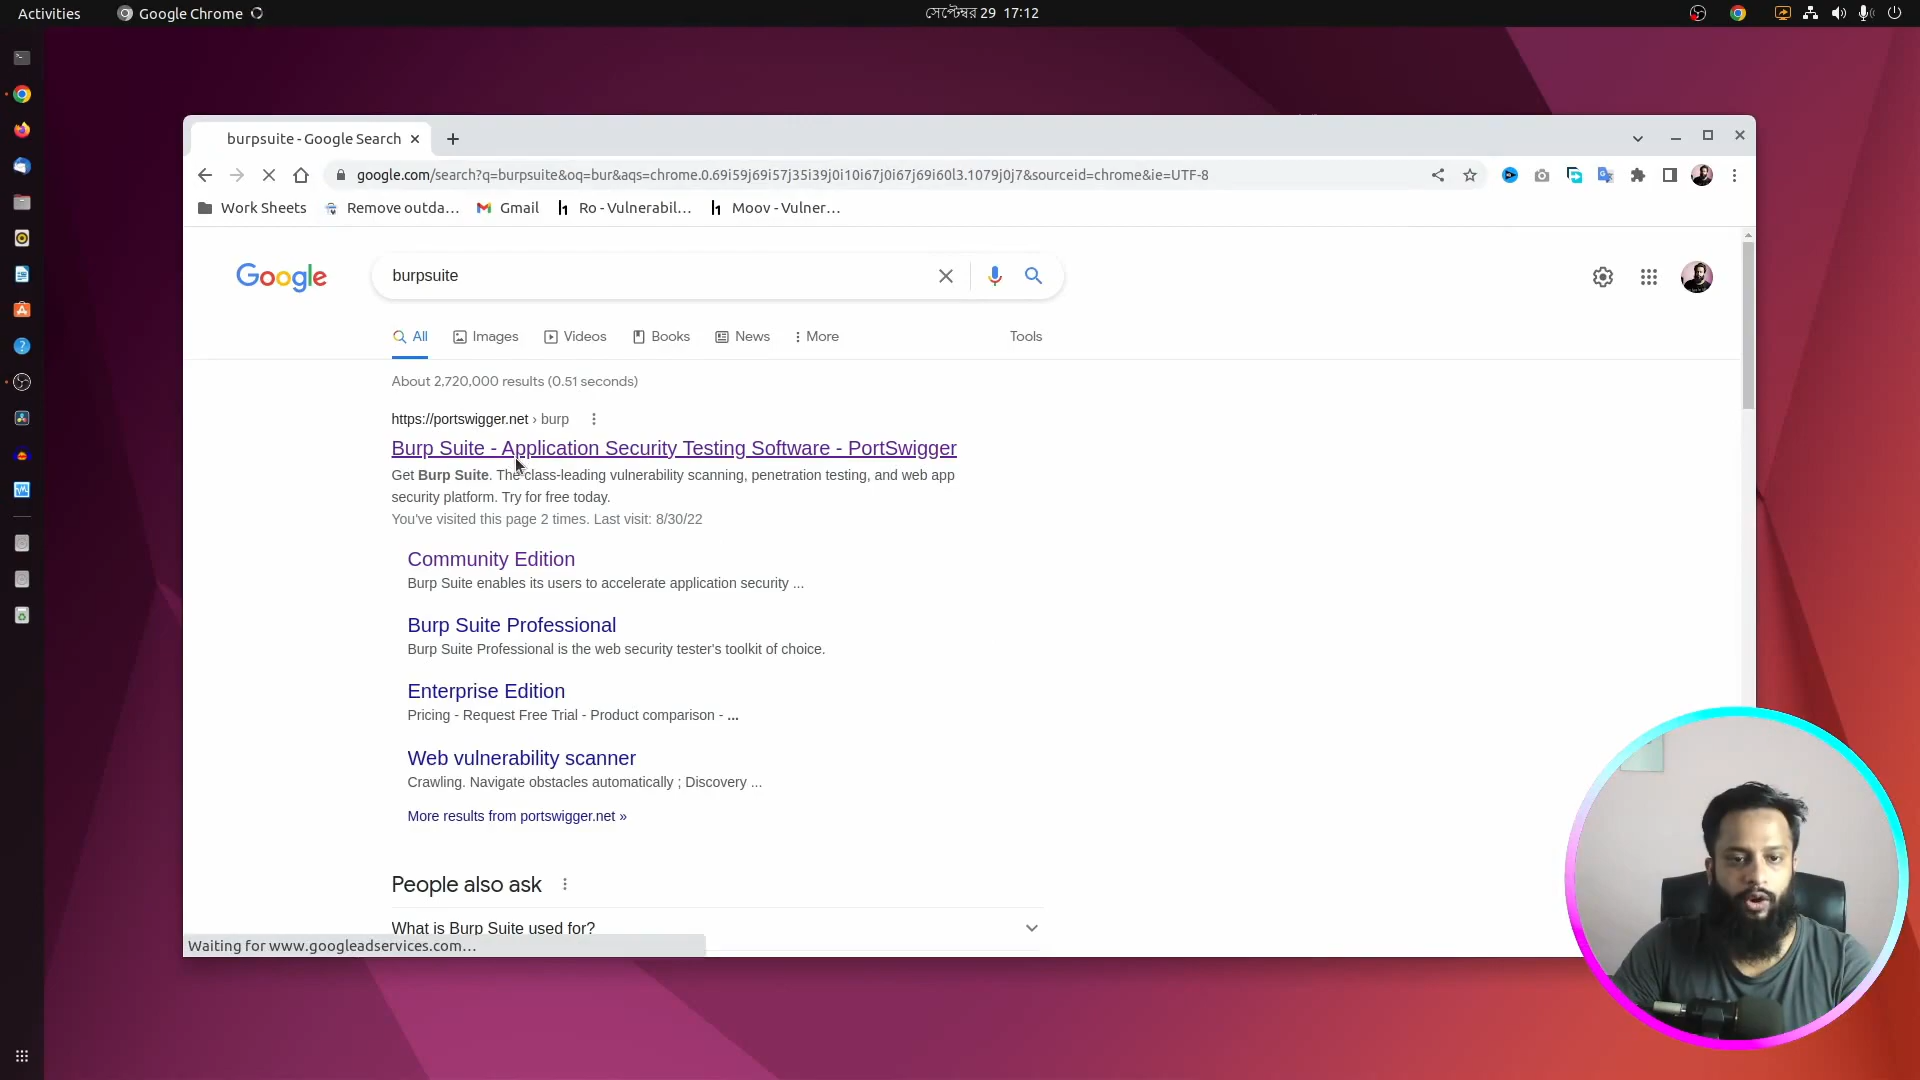 Activities
Google Chrome
সেপ্টেম্বর 29 17:12
burpsuite - Google Search
google.com/search?q=burpsuite&oq=bur&aqs=chrome.0.69i59j69i57j35i39j0i10i67j0i67j69i60l3.1079j0j7&sourceid=chrome&ie=UTF-8
Work Sheets
Remove outda...
Gmail
Ro - Vulnerabil...
Moov - Vulner...
Google
burpsuite
All
Images
Videos
Books
News
More
Tools
About 2,720,000 results (0.51 seconds)
https://portswigger.net › burp
Burp Suite - Application Security Testing Software - PortSwigger
Get Burp Suite. The class-leading vulnerability scanning, penetration testing, and web app
security platform. Try for free today.
You've visited this page 2 times. Last visit: 8/30/22
Community Edition
Burp Suite enables its users to accelerate application security ...
Burp Suite Professional
Burp Suite Professional is the web security tester's toolkit of choice.
Enterprise Edition
Pricing - Request Free Trial - Product comparison - ...
Web vulnerability scanner
Crawling. Navigate obstacles automatically ; Discovery ...
More results from portswigger.net »
People also ask
What is Burp Suite used for?
Waiting for www.googleadservices.com...